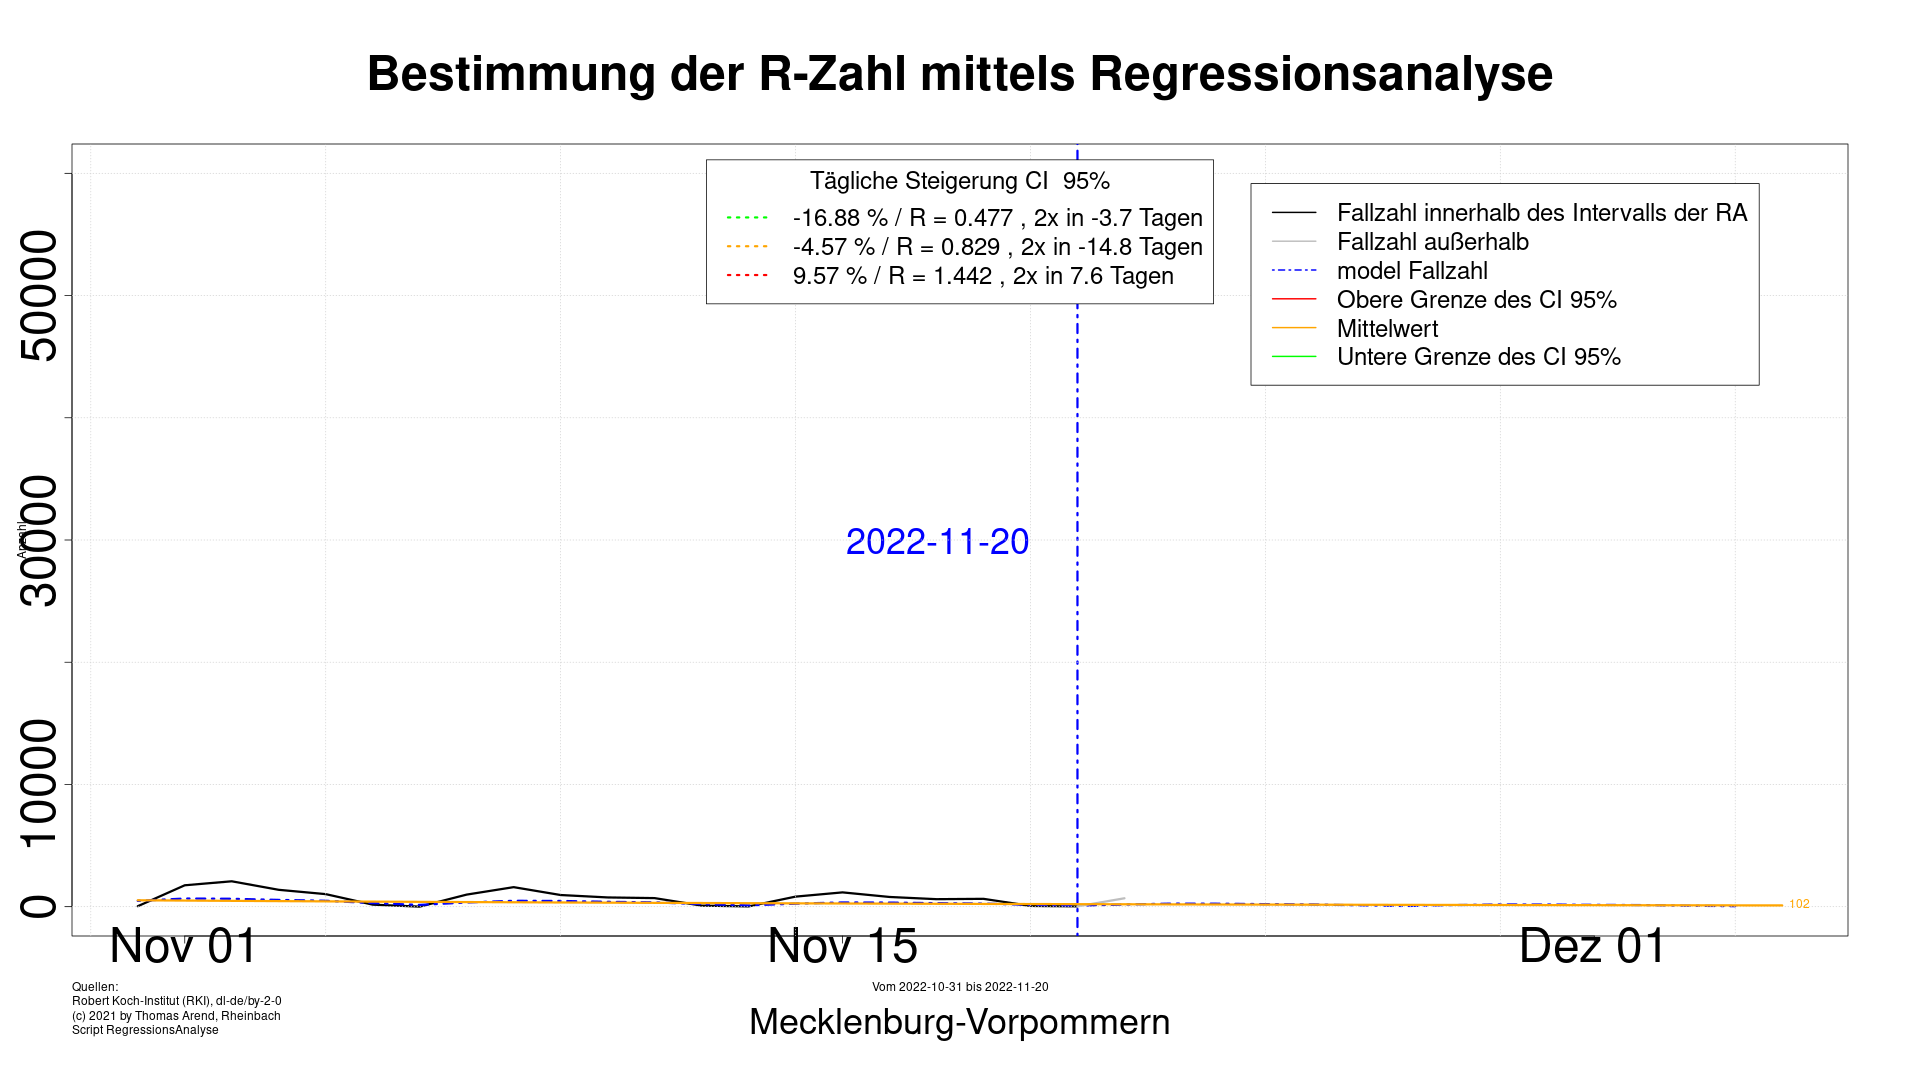 Bestimmung der R-Zahl mittels Regressionsanalyse
Tägliche Steigerung CI  95%
-16.88 % / R = 0.477 , 2x in -3.7 Tagen
-4.57 % / R = 0.829 , 2x in -14.8 Tagen
9.57 % / R = 1.442 , 2x in 7.6 Tagen
Fallzahl innerhalb des Intervalls der RA
Fallzahl außerhalb
model Fallzahl
Obere Grenze des CI 95%
Mittelwert
Untere Grenze des CI 95%
50000
30000
10000
0
Anzahl
2022-11-20
102
Nov 01
Nov 15
Dez 01
Quellen:
Robert Koch-Institut (RKI), dl-de/by-2-0
(c) 2021 by Thomas Arend, Rheinbach
Script RegressionsAnalyse
Vom 2022-10-31 bis 2022-11-20
Mecklenburg-Vorpommern